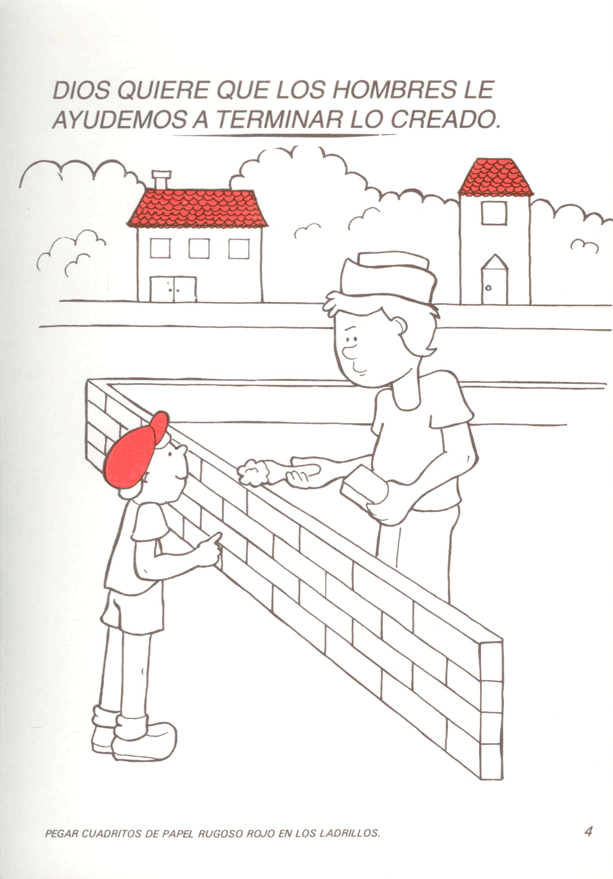 DIOS QUIERE QUE LOS HOMBRES LE
AYUDEMOS A TERMINAR LO CREADO.
PEGAR CUADRITOS DE PAPEL RUGOSO ROJO EN LOS LADRILLOS.
4